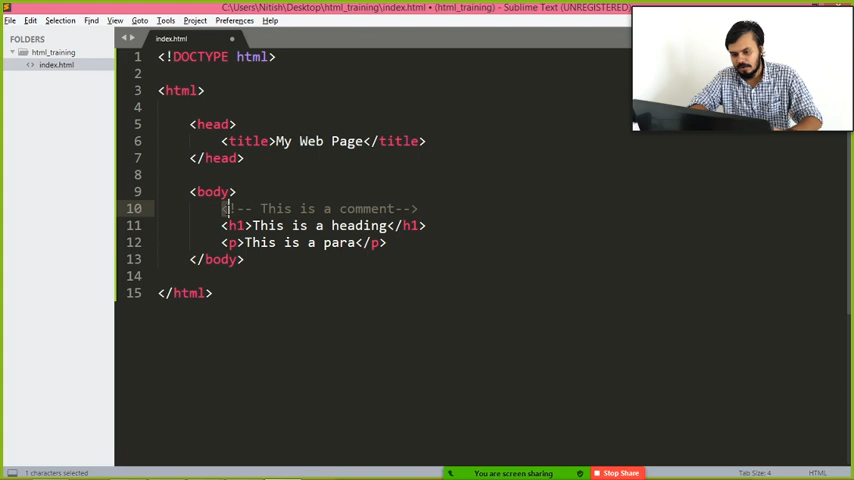 C:\Users\Nitish\Desktop\html_training\index.html • (html_training) - Sublime Text (UNREGISTERED)
File Edit Selection Find View Goto Tools Project Preferences Help
FOLDERS
html_training
<> index.html
index.html
1 <!DOCTYPE html>
2
3 <html>
4
5 <head>
6 <title>My Web Page</title>
7 </head>
8
9 <body>
10 <!-- This is a comment-->
11 <h1>This is a heading</h1>
12 <p>This is a para</p>
13 </body>
14
15 </html>
1 characters selected
You are screen sharing
Stop Share
Tab Size: 4
HTML